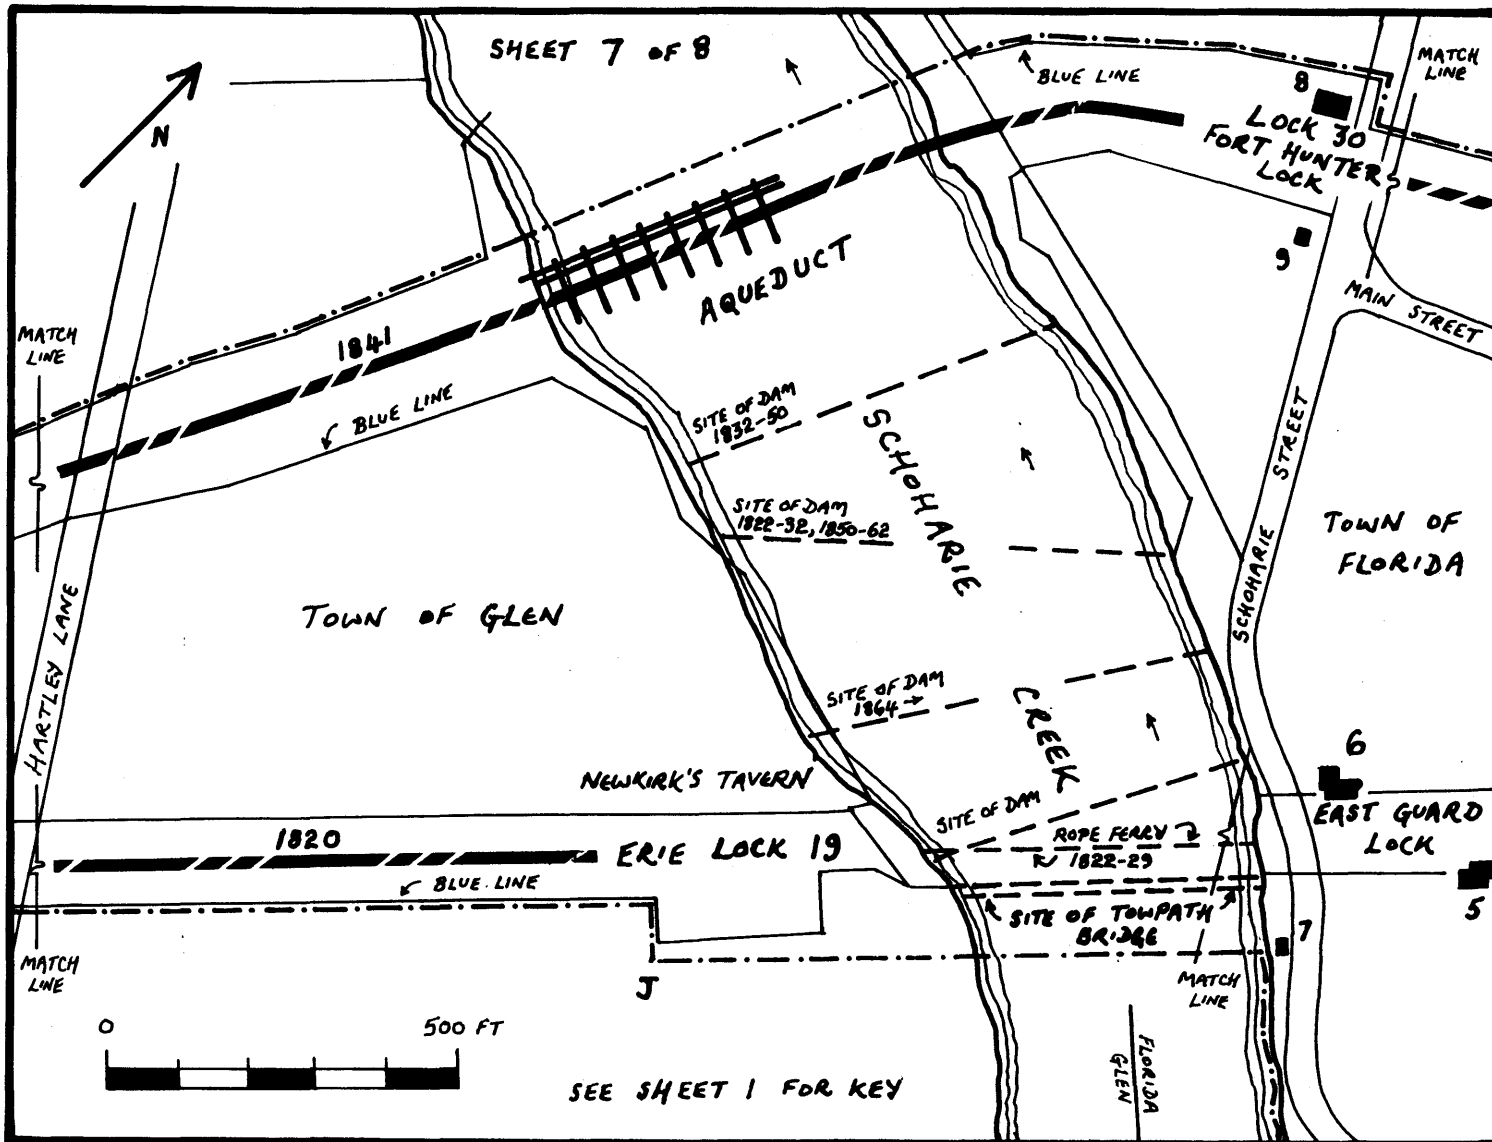 SHEET 7 OF 8
N
BLUE LINE
MATCH
LINE
8
LOCK 30
FORT HUNTER
LOCK
9
MAIN STREET
AQUEDUCT
MATCH
LINE
1841
BLUE LINE
SITE OF DAM
1832-50
SCHOHARIE
STREET
SCHOHARIE
SITE OF DAM
1822-32, 1850-62
TOWN OF
FLORIDA
TOWN OF GLEN
HARTLEY LANE
SITE OF DAM
1864
CREEK
NEWKIRK'S TAVERN
6
EAST GUARD
LOCK
SITE OF DAM
ROPE FERRY
1822-29
1820
ERIE LOCK 19
BLUE LINE
5
SITE OF TOWPATH
BRIDGE
7
MATCH
LINE
MATCH
LINE
J
0 500 FT
FLORIDA
GLEN
SEE SHEET 1 FOR KEY